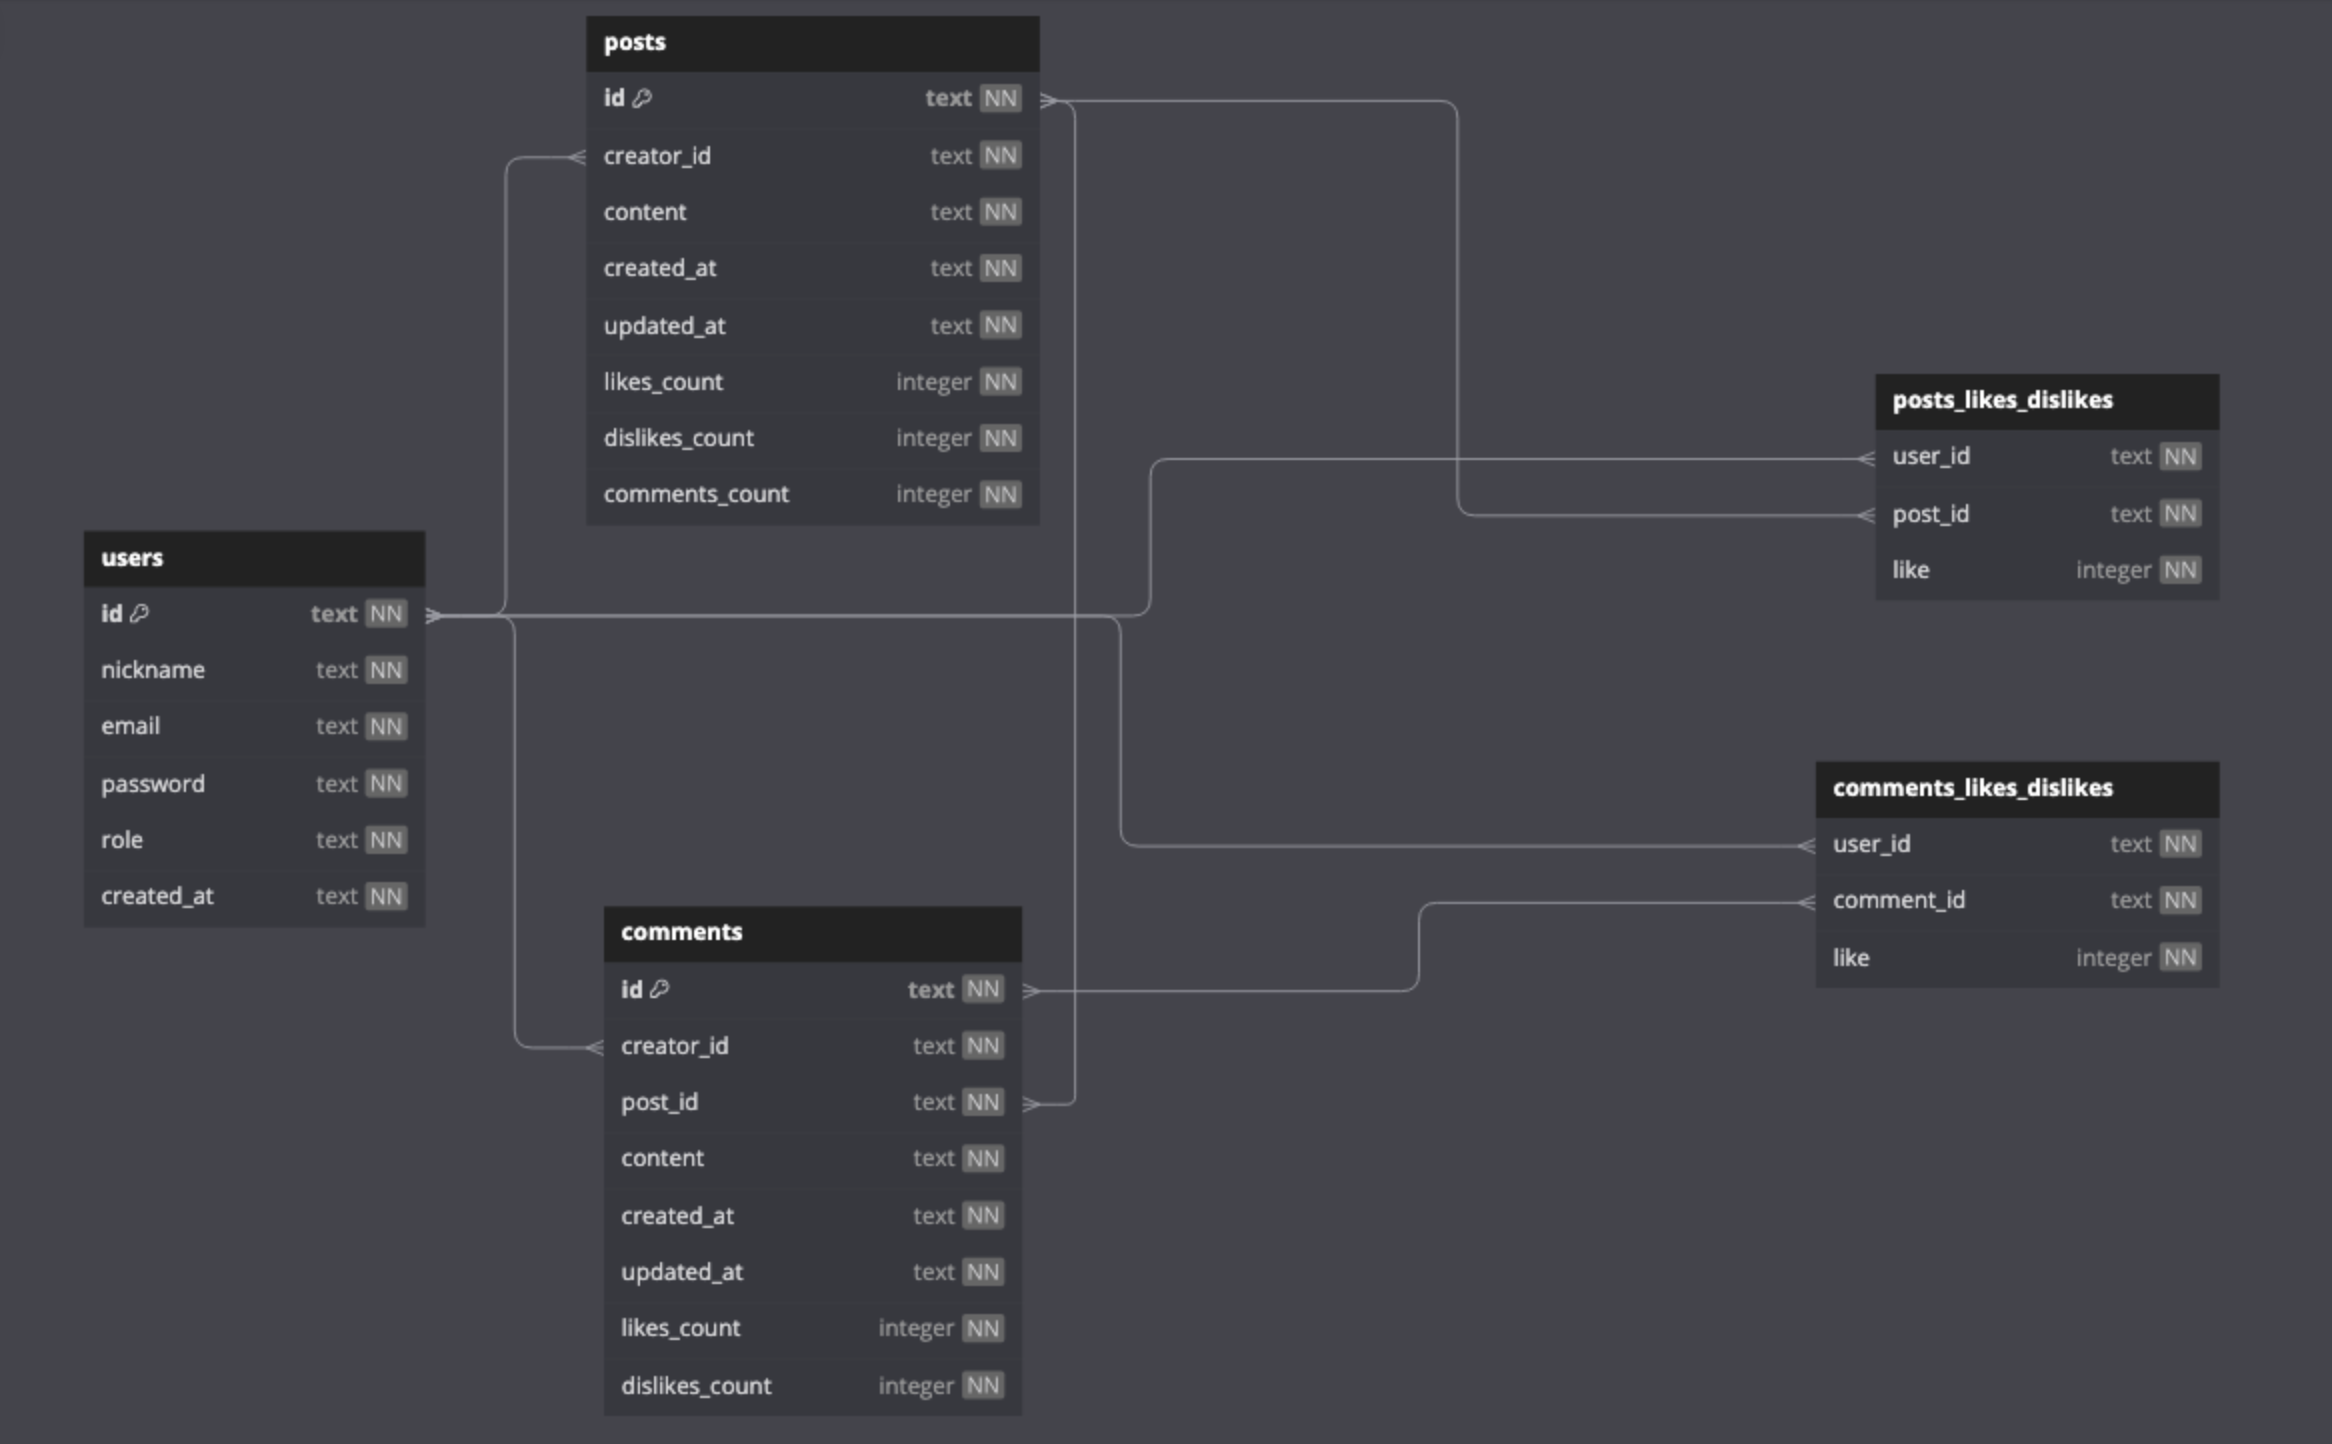 posts
id text NN
creator_id text NN
content text NN
created_at text NN
updated_at text NN
likes_count integer NN
dislikes_count integer NN
comments_count integer NN
users
id text NN
nickname text NN
email text NN
password text NN
role text NN
created_at text NN
posts_likes_dislikes
user_id text NN
post_id text NN
like integer NN
comments_likes_dislikes
user_id text NN
comment_id text NN
like integer NN
comments
id text NN
creator_id text NN
post_id text NN
content text NN
created_at text NN
updated_at text NN
likes_count integer NN
dislikes_count integer NN